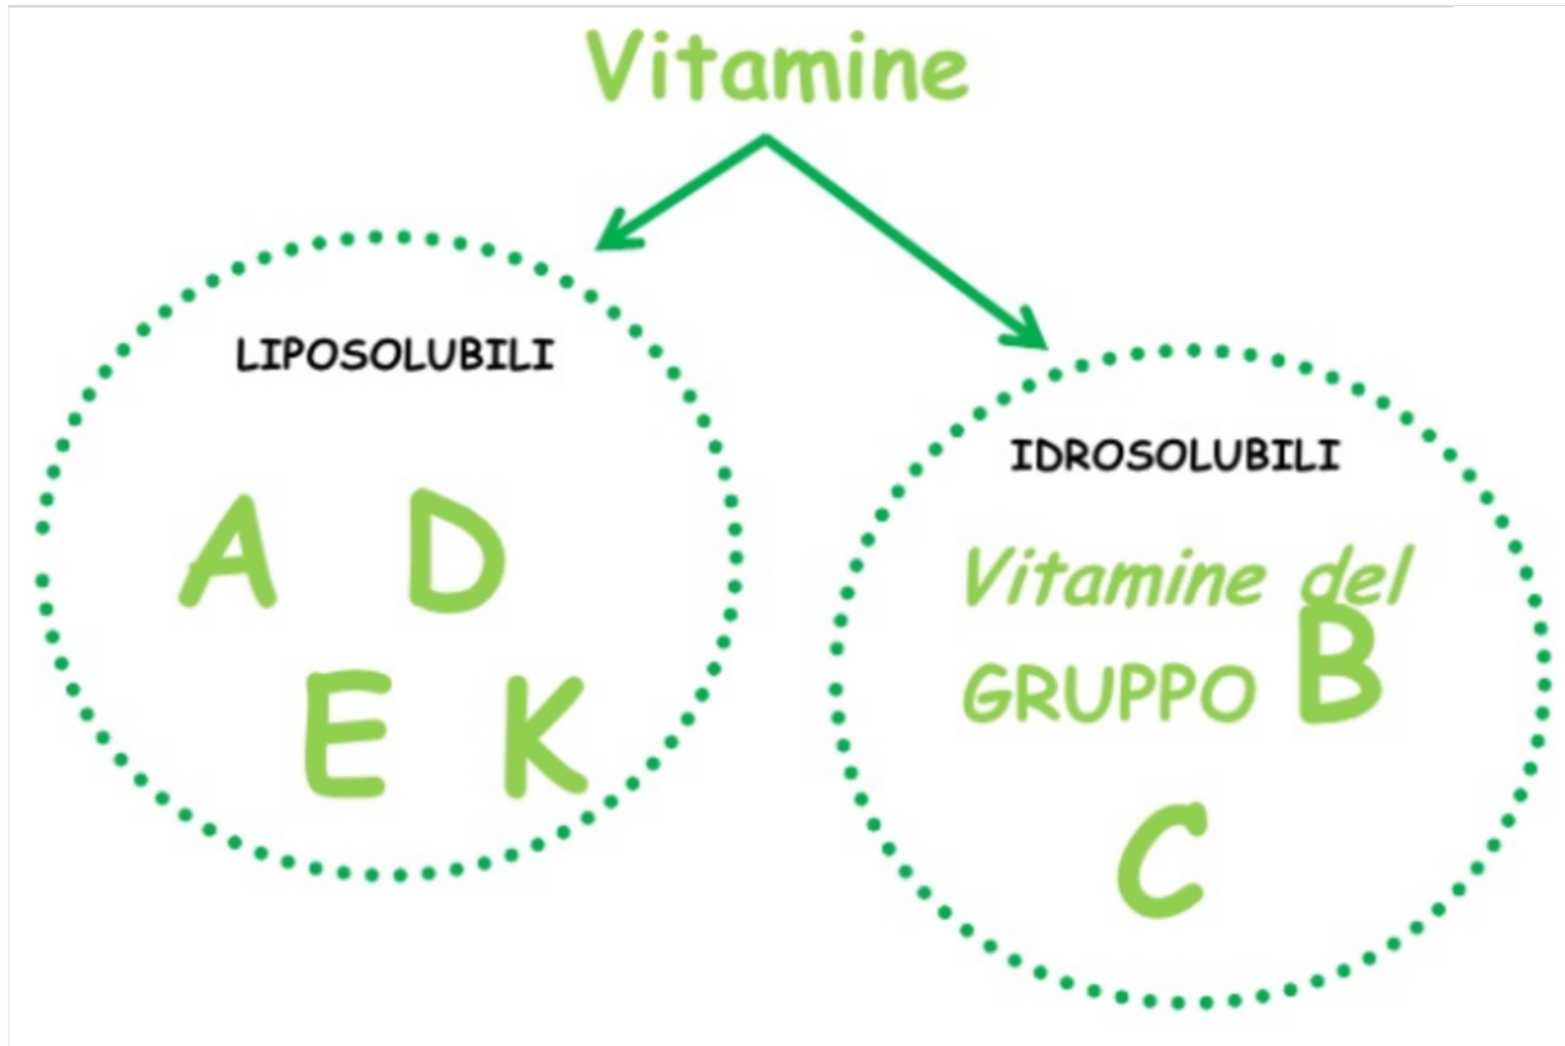 Vitamine
LIPOSOLUBILI
A D
E K
IDROSOLUBILI
Vitamine del
GRUPPO B
C